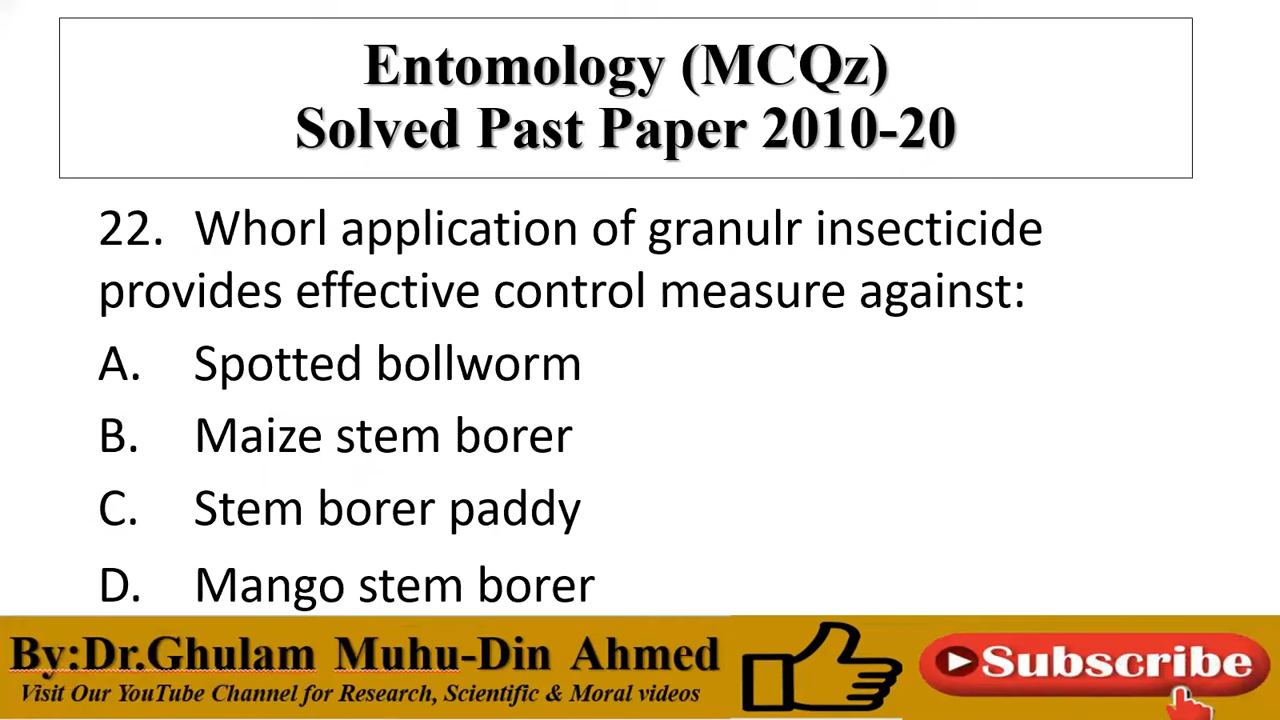 Entomology (MCQz)
Solved Past Paper 2010-20
22. Whorl application of granulr insecticide
provides effective control measure against:
A. Spotted bollworm
B. Maize stem borer
C. Stem borer paddy
D. Mango stem borer
By:Dr.Ghulam Muhu-Din Ahmed
Visit Our YouTube Channel for Research, Scientific & Moral videos
Subscribe